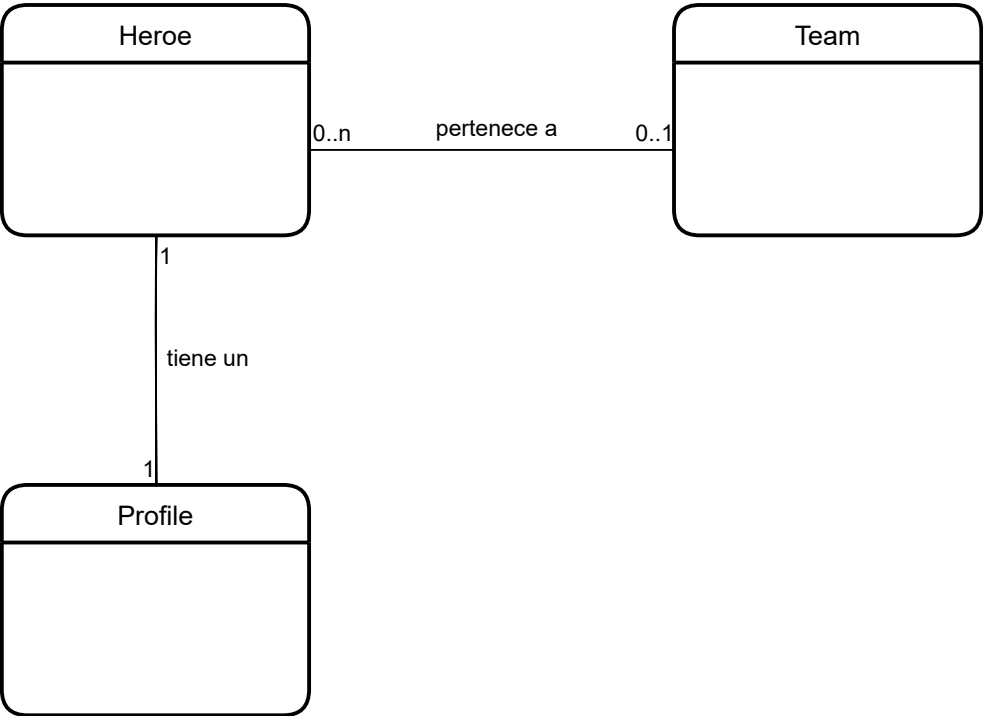 Heroe
Team
0..n
pertenece a
0..1
1
tiene un
1
Profile